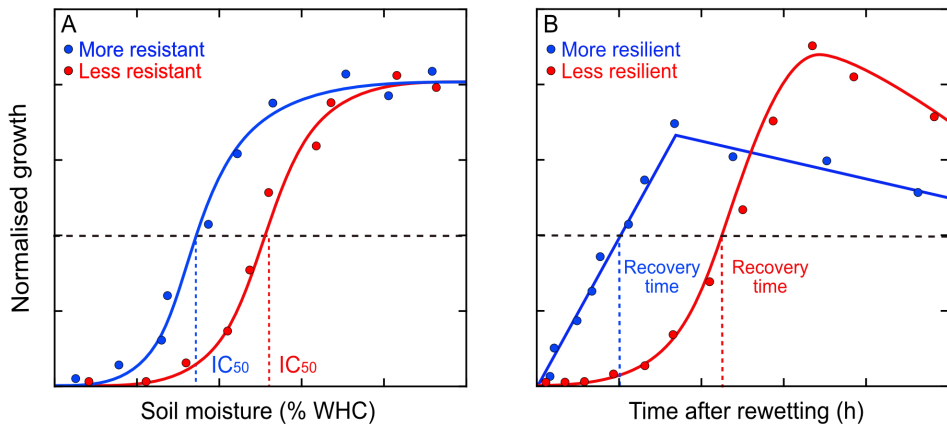 A
More resistant
Less resistant
IC50
IC50
Normalised growth
Soil moisture (% WHC)
B
More resilient
Less resilient
Recovery
time
Recovery
time
Time after rewetting (h)